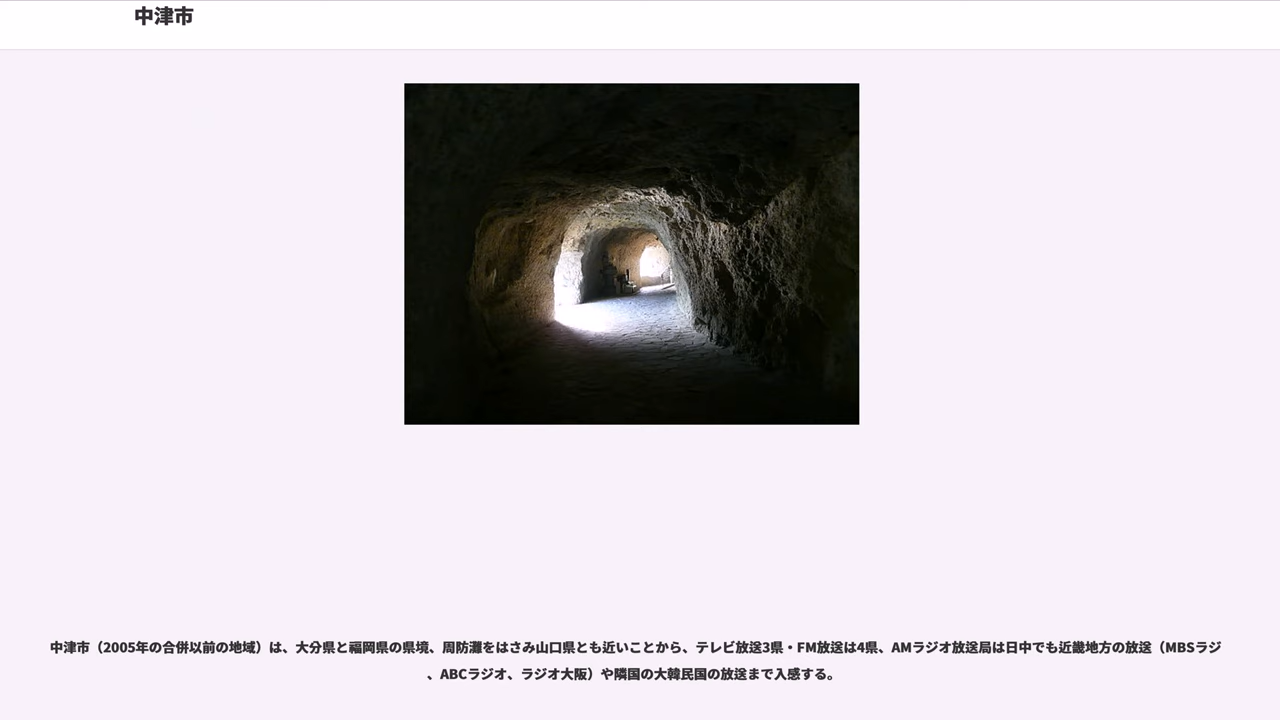 中津市
中津市（2005年の合併以前の地域）は、大分県と福岡県の県境、周防灘をはさみ山口県とも近いことから、テレビ放送3県・FM放送は4県、AMラジオ放送局は日中でも近畿地方の放送（MBSラジ
、ABCラジオ、ラジオ大阪）や隣国の大韓民国の放送まで入感する。